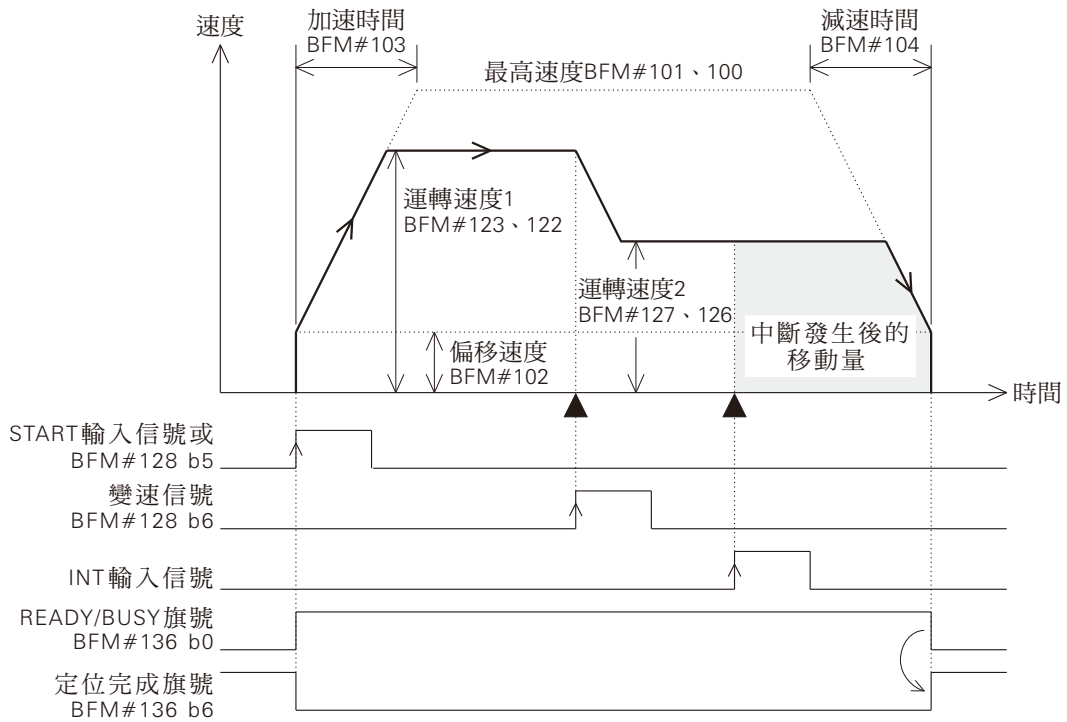 速度
加速時間
BFM#103
減速時間
BFM#104
最高速度BFM#101、100
運轉速度1
BFM#123、122
運轉速度2
BFM#127、126
偏移速度
BFM#102
中斷發生後的
移動量
時間
START輸入信號或
BFM#128 b5
變速信號
BFM#128 b6
INT輸入信號
READY/BUSY旗號
BFM#136 b0
定位完成旗號
BFM#136 b6